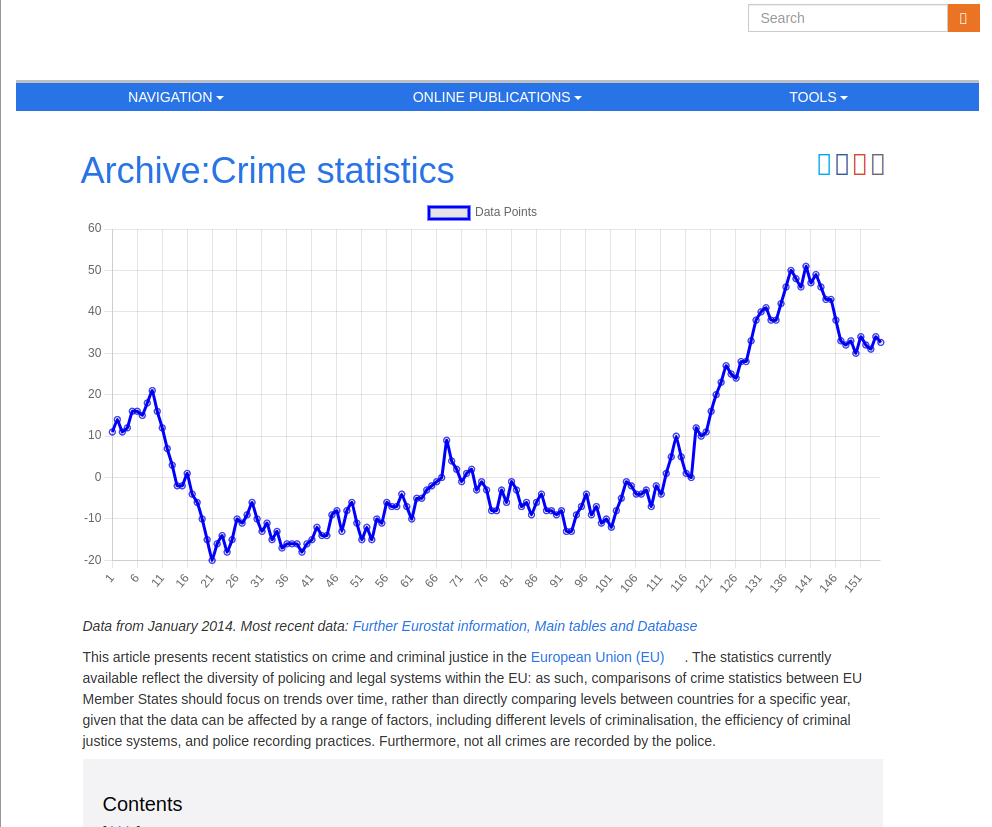 Search
NAVIGATION ONLINE PUBLICATIONS TOOLS
Archive:Crime statistics
Data Points
60
50
40
30
20
10
0
-10
-20
1 6 11 16 21 26 31 36 41 46 51 56 61 66 71 76 81 86 91 96 101 106 111 116 121 126 131 136 141 146 151
Data from January 2014. Most recent data: Further Eurostat information, Main tables and Database
This article presents recent statistics on crime and criminal justice in the European Union (EU) . The statistics currently
available reflect the diversity of policing and legal systems within the EU: as such, comparisons of crime statistics between EU
Member States should focus on trends over time, rather than directly comparing levels between countries for a specific year,
given that the data can be affected by a range of factors, including different levels of criminalisation, the efficiency of criminal
justice systems, and police recording practices. Furthermore, not all crimes are recorded by the police.
Contents